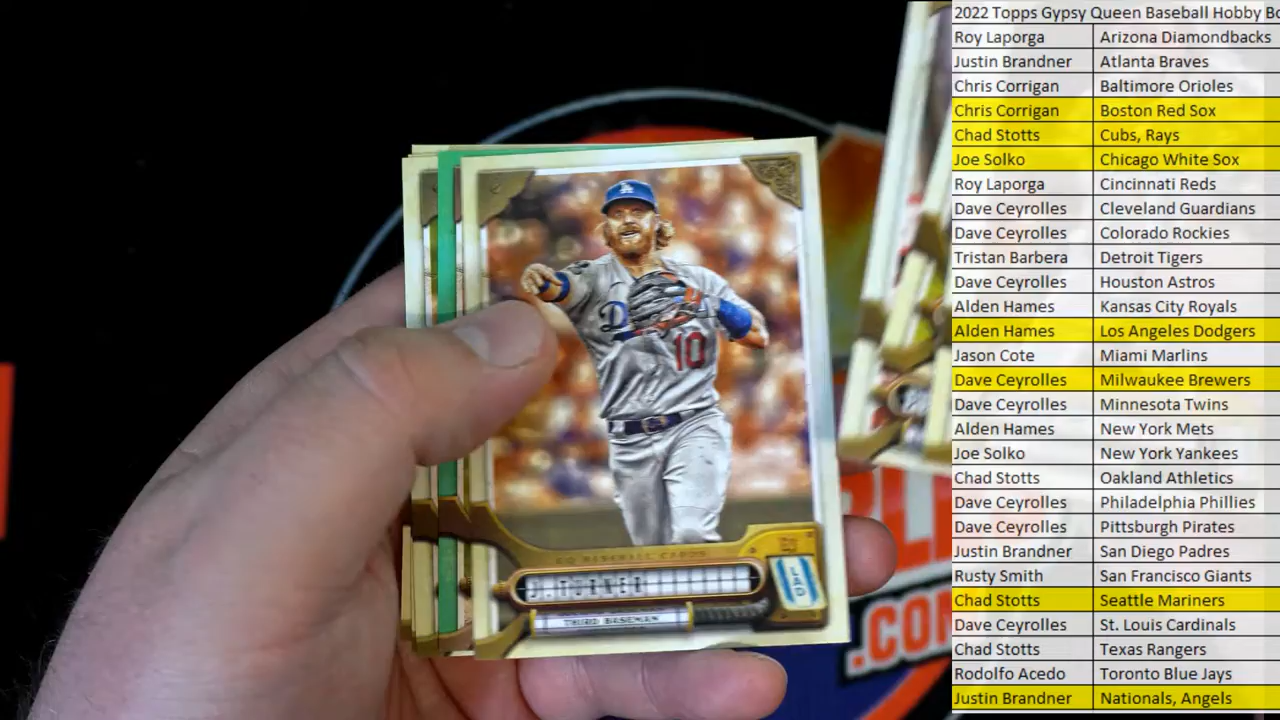 2022 Topps Gypsy Queen Baseball Hobby Bo
Roy Laporga Arizona Diamondbacks
Justin Brandner Atlanta Braves
Chris Corrigan Baltimore Orioles
Chris Corrigan Boston Red Sox
Chad Stotts Cubs, Rays
Joe Solko Chicago White Sox
Roy Laporga Cincinnati Reds
Dave Ceyrolles Cleveland Guardians
Dave Ceyrolles Colorado Rockies
Tristan Barbera Detroit Tigers
Dave Ceyrolles Houston Astros
Alden Hames Kansas City Royals
Alden Hames Los Angeles Dodgers
Jason Cote Miami Marlins
Dave Ceyrolles Milwaukee Brewers
Dave Ceyrolles Minnesota Twins
Alden Hames New York Mets
Joe Solko New York Yankees
Chad Stotts Oakland Athletics
Dave Ceyrolles Philadelphia Phillies
Dave Ceyrolles Pittsburgh Pirates
Justin Brandner San Diego Padres
Rusty Smith San Francisco Giants
Chad Stotts Seattle Mariners
Dave Ceyrolles St. Louis Cardinals
Chad Stotts Texas Rangers
Rodolfo Acedo Toronto Blue Jays
Justin Brandner Nationals, Angels
LA
D
10
GQ BASEBALL CARDS
J. TURNER
THIRD BASEMAN
LAD
.COM